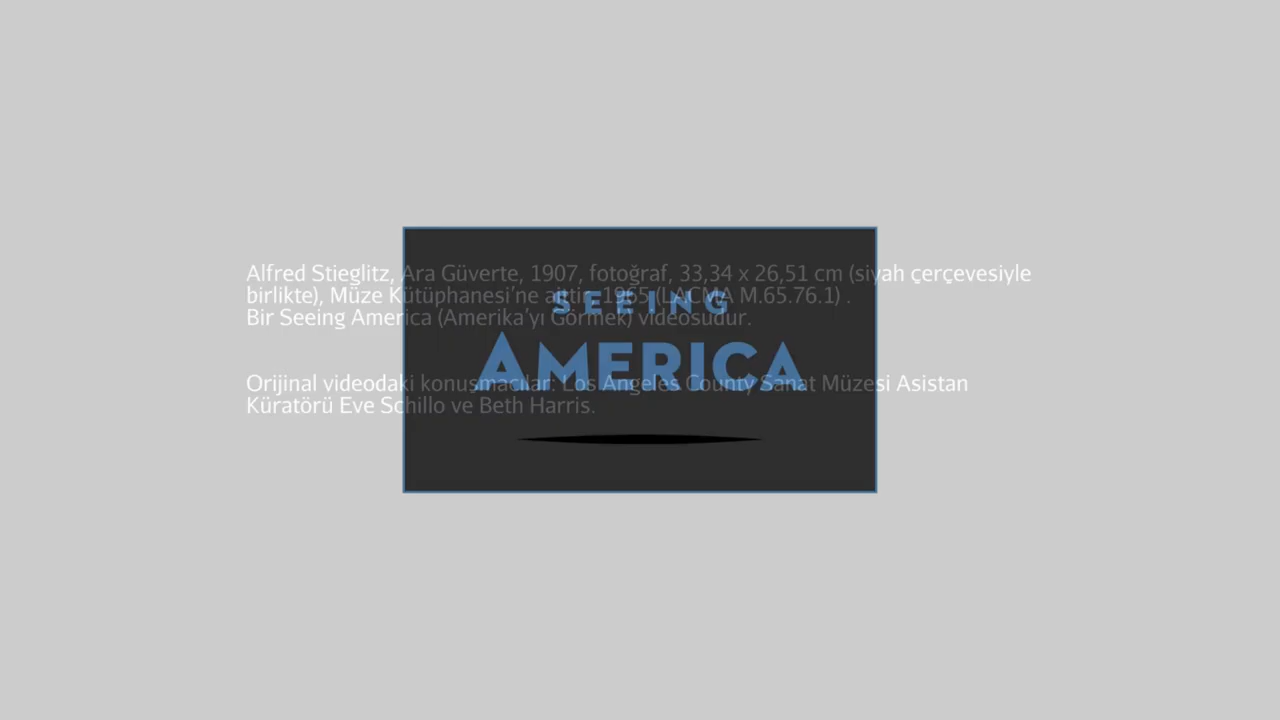 Alfred Stieglitz, Ara Güverte, 1907, fotoğraf, 33,34 x 26,51 cm (siyah çerçevesiyle
birlikte), Müze Kütüphanesi’ne aittir, 1965 (LACMA M.65.76.1) .
SEEING
Bir Seeing America (Amerika’yı Görmek) videosudur.
AMERICA
Orijinal videodaki konuşmacılar: Los Angeles County Sanat Müzesi Asistan
Küratörü Eve Schillo ve Beth Harris.